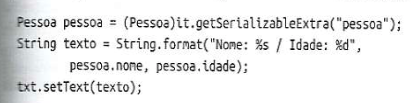 Pessoa pessoa = (Pessoa)it.getSerializableExtra("pessoa");
String texto = String.format("Nome: %s / Idade: %d",
pessoa.nome, pessoa.idade);
txt.setText(texto);